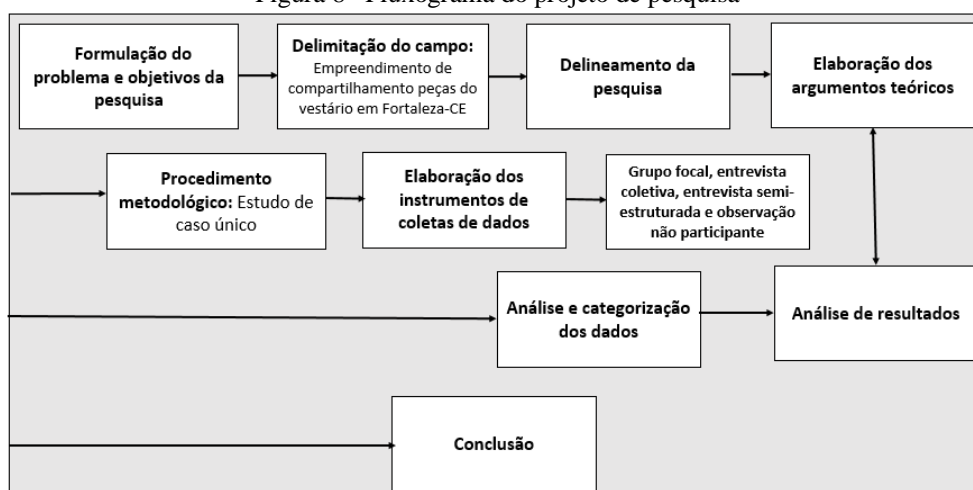 Formulação do
problema e objetivos da
pesquisa
Delimitação do campo:
Empreendimento de
compartilhamento peças do
vestário em Fortaleza-CE
Delineamento da
pesquisa
Elaboração dos
argumentos teóricos
Procedimento
metodológico: Estudo de
caso único
Elaboração dos
instrumentos de
coletas de dados
Grupo focal, entrevista
coletiva, entrevista semi-
estruturada e observação
não participante
Análise e categorização
dos dados
Análise de resultados
Conclusão